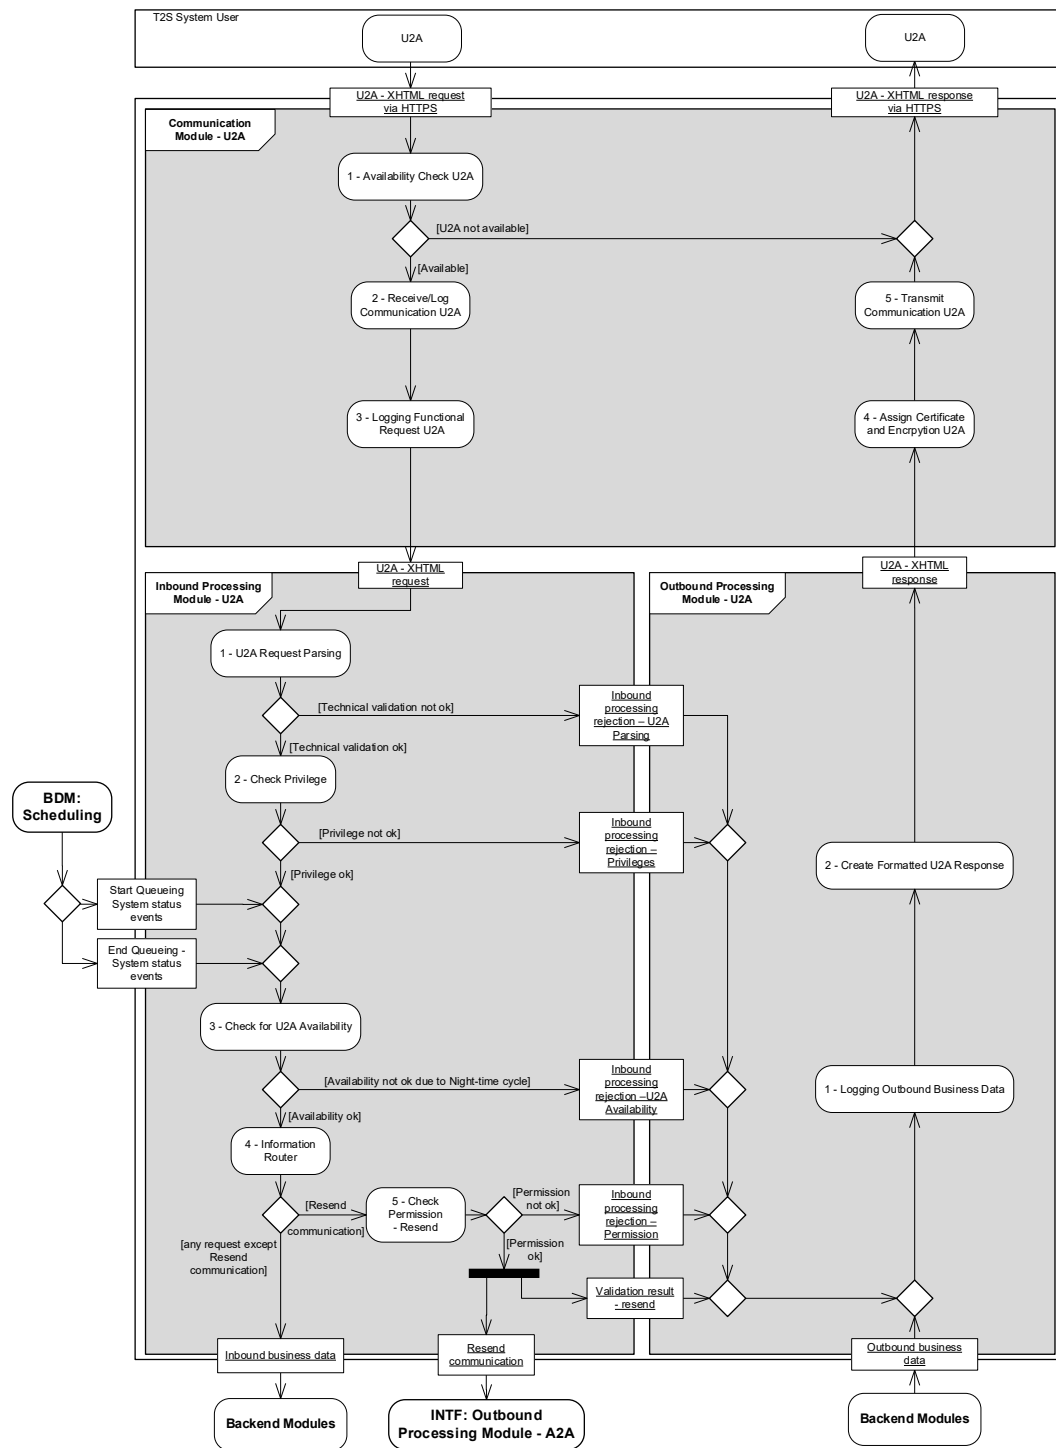 T2S System User
U2A
U2A
U2A - XHTML request
via HTTPS
U2A - XHTML response
via HTTPS
Communication
Module - U2A
1 - Availability Check U2A
[U2A not available]
[Available]
2 - Receive/Log
Communication U2A
5 - Transmit
Communication U2A
3 - Logging Functional
Request U2A
4 - Assign Certificate
and Encrpytion U2A
U2A - XHTML
request
U2A - XHTML
response
Inbound Processing
Module - U2A
Outbound Processing
Module - U2A
1 - U2A Request Parsing
[Technical validation not ok]
Inbound
processing
rejection – U2A
Parsing
[Technical validation ok]
2 - Check Privilege
BDM:
Scheduling
[Privilege not ok]
Inbound
processing
rejection –
Privileges
2 - Create Formatted U2A Response
[Privilege ok]
Start Queueing
System status
events
End Queueing -
System status
events
3 - Check for U2A Availability
[Availability not ok due to Night-time cycle]
Inbound
processing
rejection –U2A
Availability
1 - Logging Outbound Business Data
[Availability ok]
4 - Information
Router
[Resend
communication]
5 - Check
Permission
- Resend
[Permission
not ok]
Inbound
processing
rejection –
Permission
[any request except
Resend
communication]
[Permission
ok]
Validation result
- resend
Inbound business data
Resend
communication
Outbound business
data
Backend Modules
INTF: Outbound
Processing Module - A2A
Backend Modules